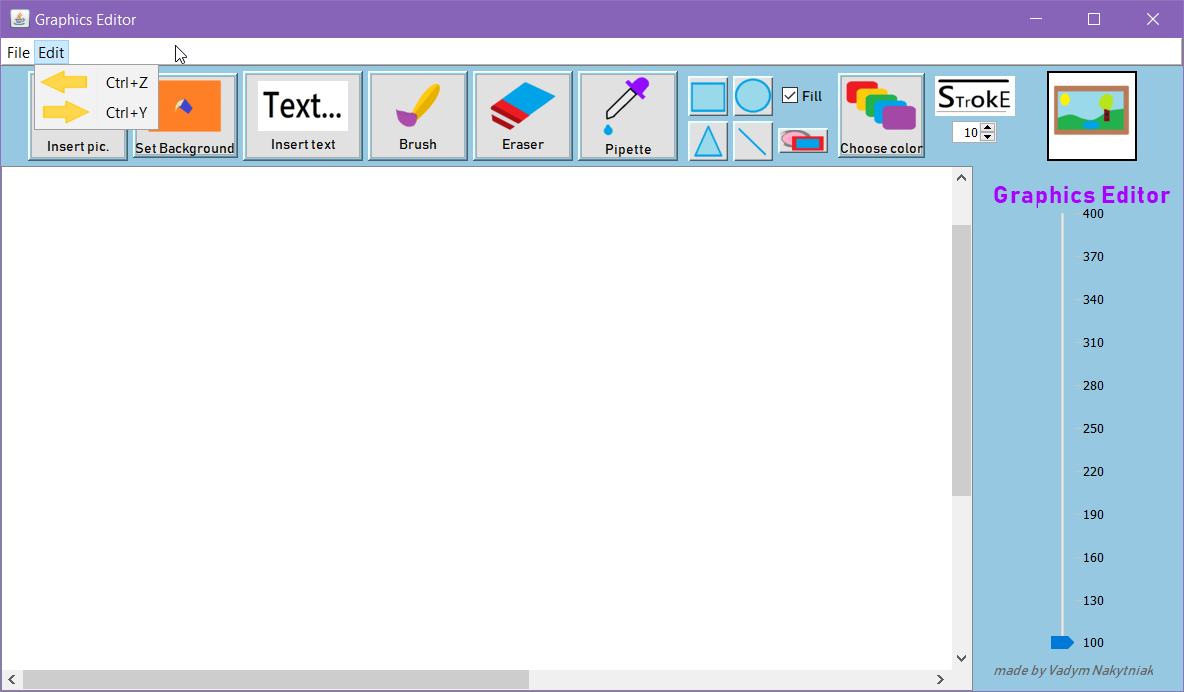 Graphics Editor
File Edit
Ctrl+Z
Ctrl+Y
Insert pic.
Set Background
Text...
Insert text
Brush
Eraser
Pipette
Fill
Choose color
STrokE
10
Graphics Editor
400
370
340
310
280
250
220
190
160
130
100
made by Vadym Nakytniak